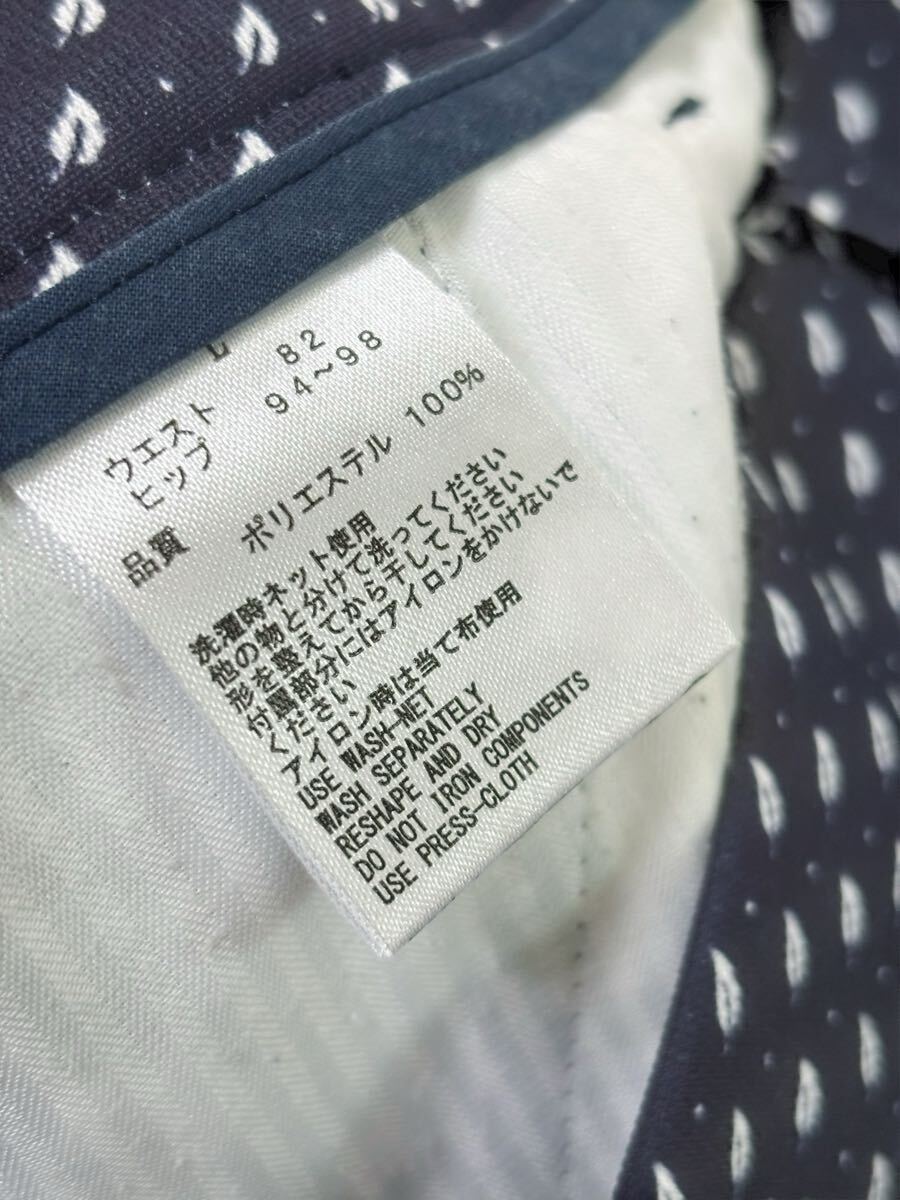 L
ウエスト 82
ヒップ 94~98
品質 ポリエステル 100%
洗濯時ネット使用
他の物と分けて洗ってください
形を整えてから干してください
付属部分にはアイロンをかけないで
ください
アイロン時は当て布使用
USE WASH-NET
WASH SEPARATELY
RESHAPE AND DRY
DO NOT IRON COMPONENTS
USE PRESS-CLOTH